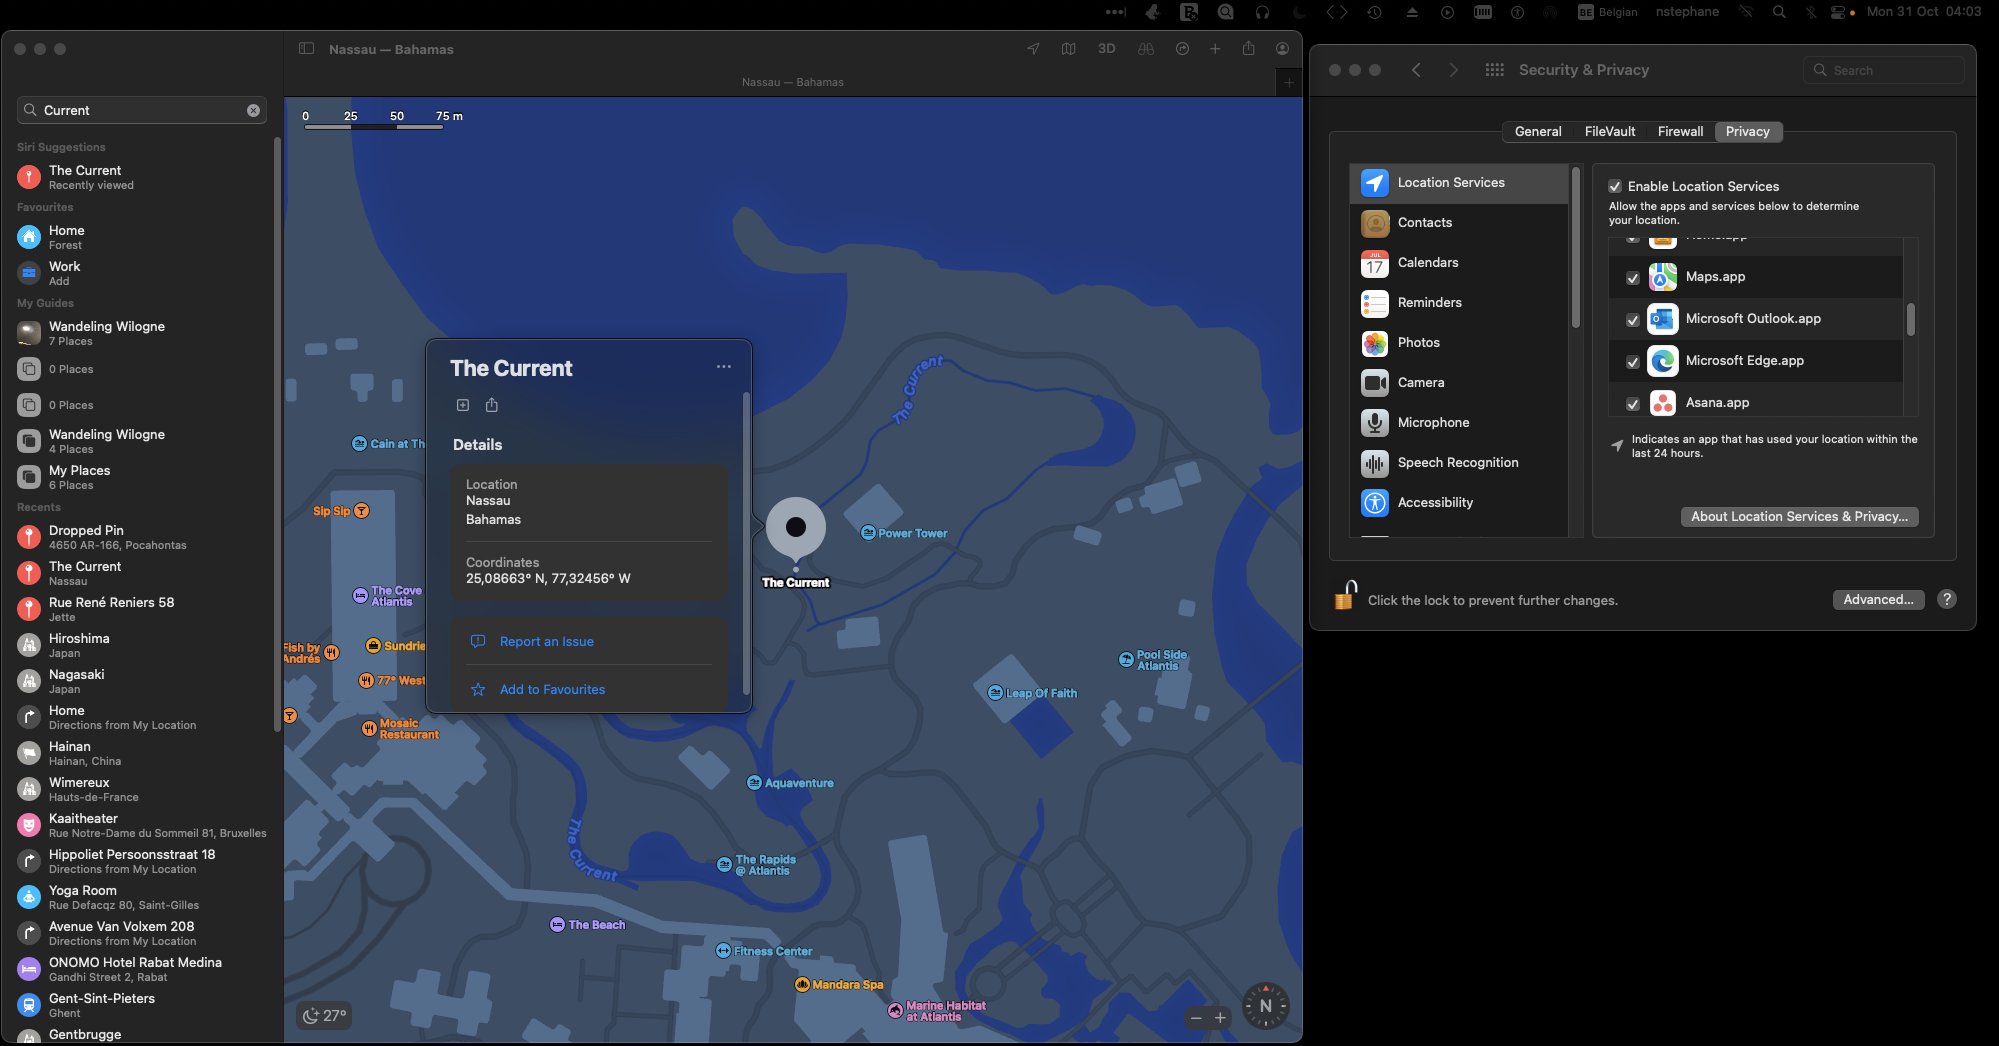 Belgian
nstephane
Mon 31 Oct 04:03
Nassau — Bahamas
3D
Nassau — Bahamas
Current
Siri Suggestions
The Current
Recently viewed
Favourites
Home
Forest
Work
Add
My Guides
Wandeling Wilogne
7 Places
0 Places
0 Places
Wandeling Wilogne
4 Places
My Places
6 Places
Recents
Dropped Pin
4650 AR-166, Pocahontas
The Current
Nassau
Rue René Reniers 58
Jette
Hiroshima
Japan
Nagasaki
Japan
Home
Directions from My Location
Hainan
Hainan, China
Wimereux
Hauts-de-France
Kaaitheater
Rue Notre-Dame du Sommeil 81, Bruxelles
Hippoliet Persoonsstraat 18
Directions from My Location
Yoga Room
Rue Defacqz 80, Saint-Gilles
Avenue Van Volxem 208
Directions from My Location
ONOMO Hotel Rabat Medina
Gandhi Street 2, Rabat
Gent-Sint-Pieters
Ghent
Gentbrugge
0 25 50 75 m
The Current
Cain at Th
Sip Sip
The Cove
Atlantis
Fish by
Andrés
Sundrie
77° West
Mosaic
Restaurant
The Current
Details
Location
Nassau
Bahamas
Coordinates
25,08663° N, 77,32456° W
Report an Issue
Add to Favourites
The Current
Power Tower
Pool Side
Atlantis
Leap Of Faith
Aquaventure
The Current
The Rapids
@ Atlantis
The Beach
Fitness Center
Mandara Spa
Marine Habitat
at Atlantis
27°
N
Security & Privacy
Search
General
FileVault
Firewall
Privacy
Location Services
Contacts
JUL
17
Calendars
Reminders
Photos
Camera
Microphone
Speech Recognition
Accessibility
Enable Location Services
Allow the apps and services below to determine
your location.
Home.app
Maps.app
Microsoft Outlook.app
Microsoft Edge.app
Asana.app
Indicates an app that has used your location within the
last 24 hours.
About Location Services & Privacy...
Click the lock to prevent further changes.
Advanced...
?